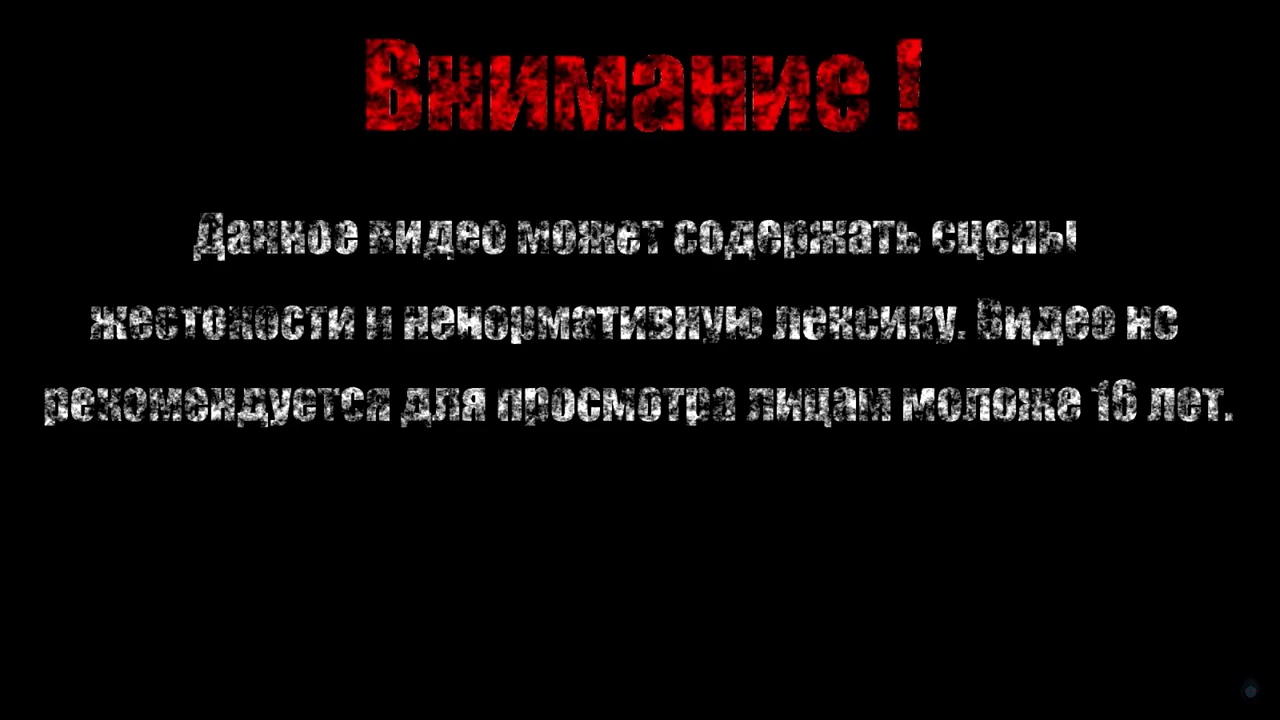 Внимание !
Данное видео может содержать сцены
жестокости и ненормативную лексику. Видео не
рекомендуется для просмотра лицам моложе 16 лет.